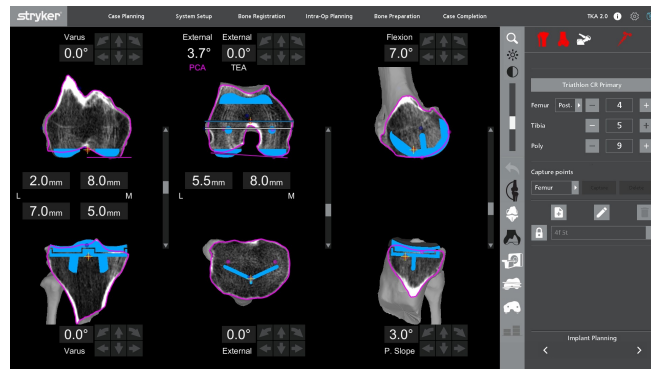 stryker
Case Planning
System Setup
Bone Registration
Intra-Op Planning
Bone Preparation
Case Completion
TKA 2.0
Varus
0.0°
External
3.7°
PCA
External
0.0°
TEA
Flexion
7.0°
2.0mm
8.0mm
L
M
7.0mm
5.0mm
5.5mm
8.0mm
L
M
0.0°
Varus
0.0°
External
3.0°
P. Slope
Triathlon CR Primary
Femur Post. 4
Tibia 5
Poly 9
Capture points
Femur
Implant Planning